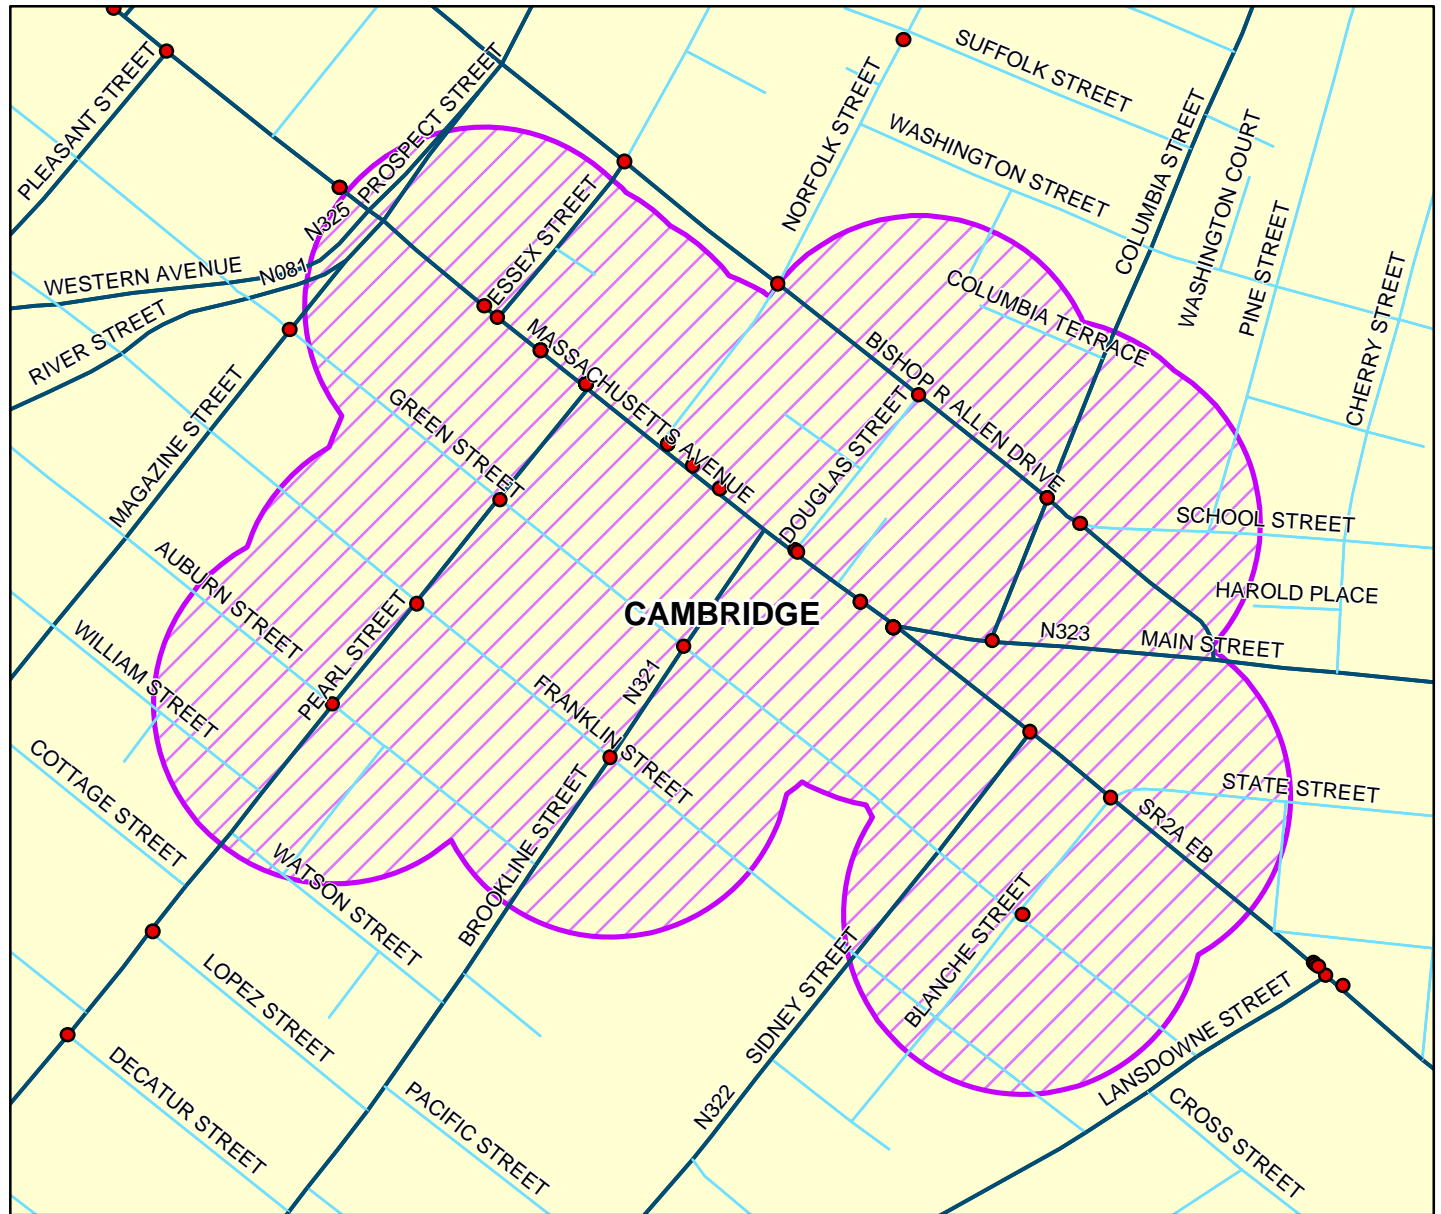 SUFFOLK STREET
PLEASANT STREET
PROSPECT STREET
NORFOLK STREET
WASHINGTON STREET
COLUMBIA STREET
WASHINGTON COURT
N325
ESSEX STREET
PINE STREET
WESTERN AVENUE
N081
COLUMBIA TERRACE
CHERRY STREET
RIVER STREET
MASSACHUSETTS AVENUE
BISHOP R ALLEN DRIVE
MAGAZINE STREET
GREEN STREET
DOUGLAS STREET
SCHOOL STREET
AUBURN STREET
HAROLD PLACE
CAMBRIDGE
PEARL STREET
N323
MAIN STREET
WILLIAM STREET
N321
FRANKLIN STREET
COTTAGE STREET
STATE STREET
SR2A EB
WATSON STREET
BROOKLINE STREET
BLANCHE STREET
SIDNEY STREET
LOPEZ STREET
LANSDOWNE STREET
DECATUR STREET
PACIFIC STREET
N322
CROSS STREET